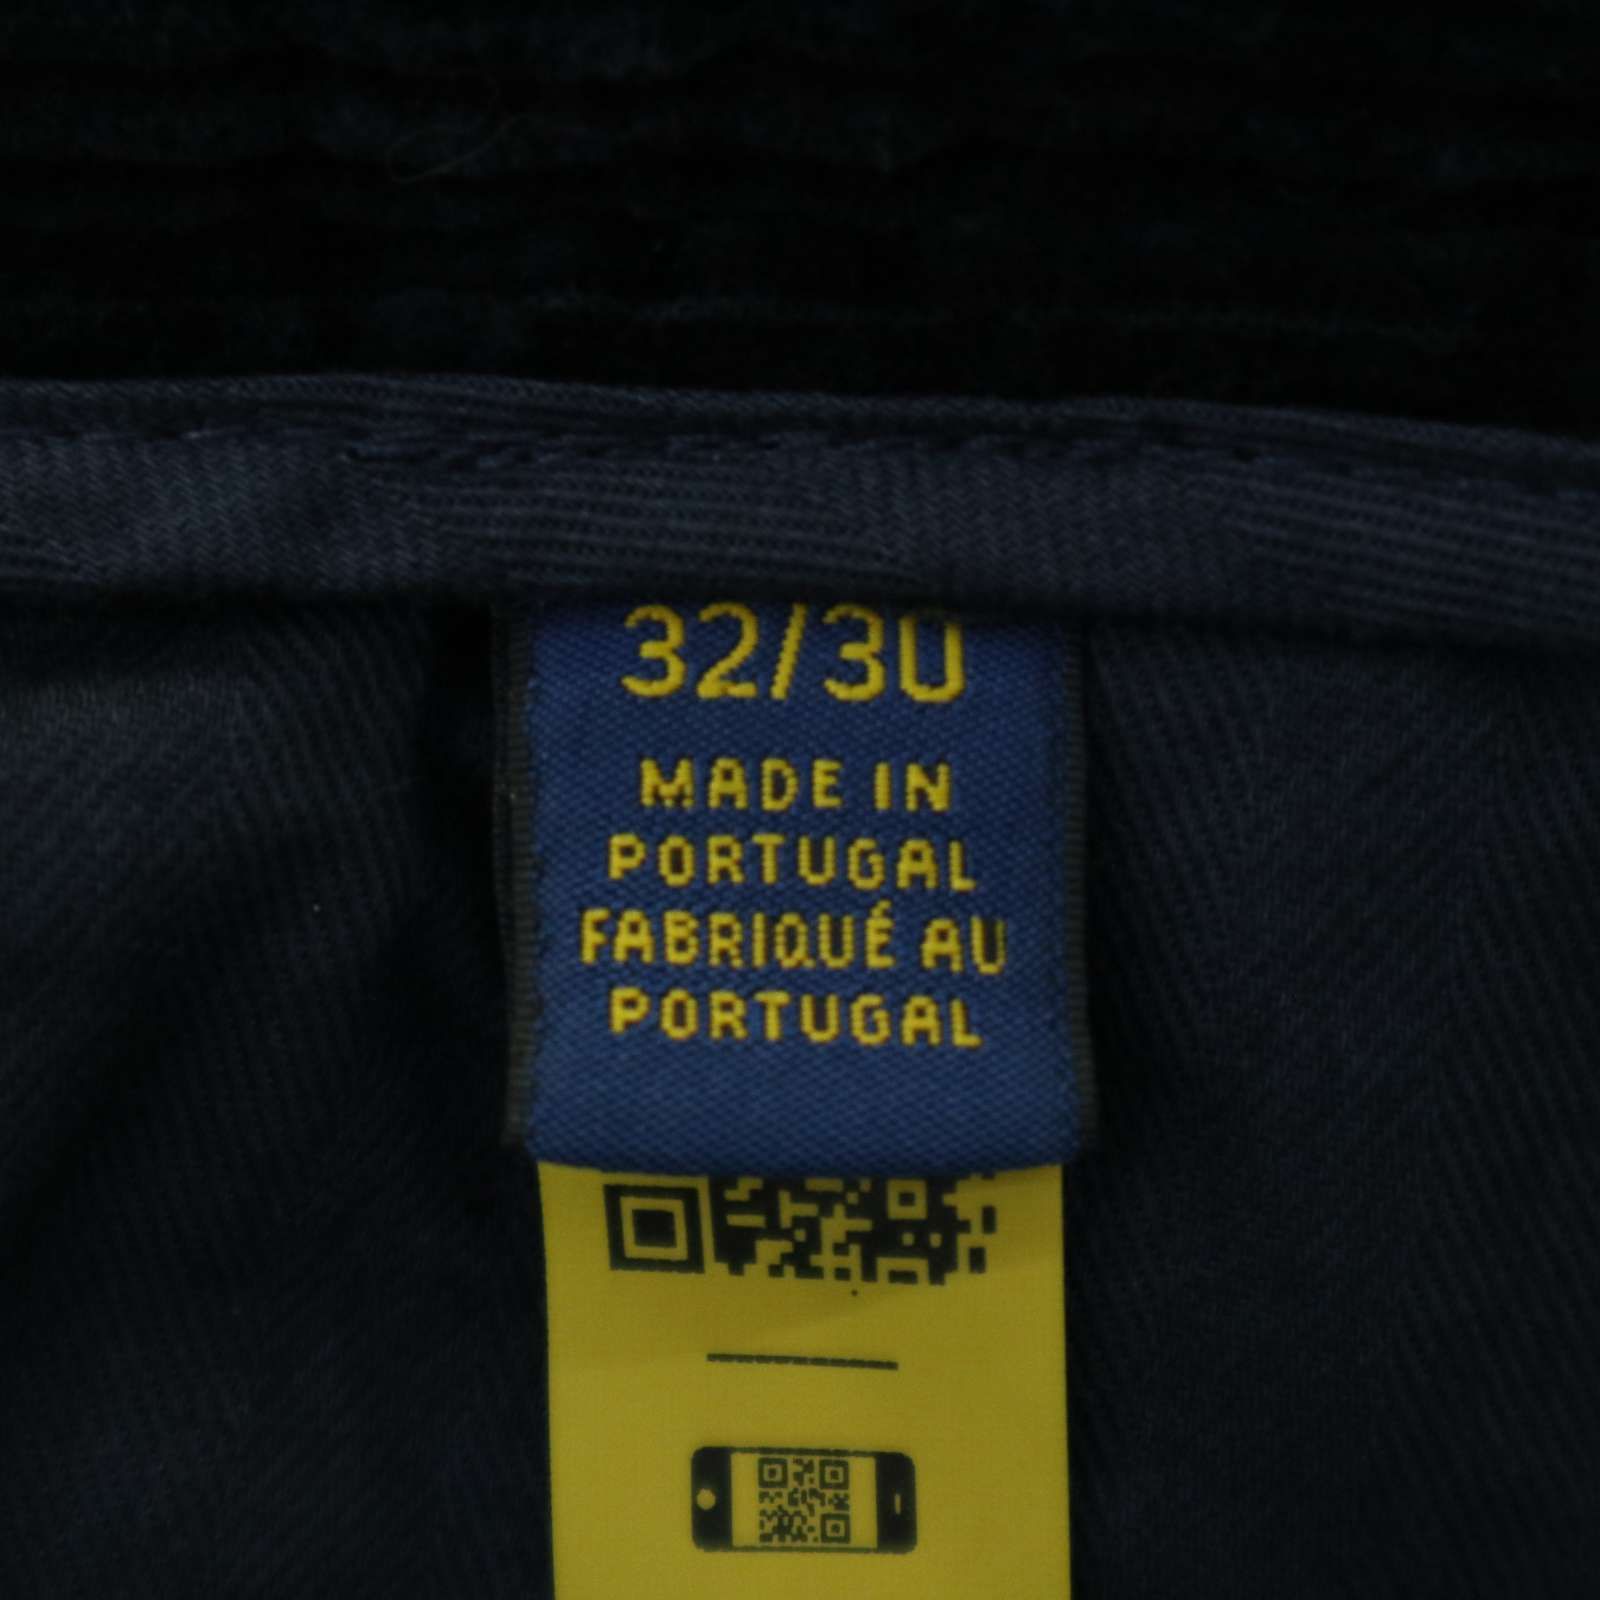 32/30
MADE IN
PORTUGAL
FABRIQUÉ AU
PORTUGAL